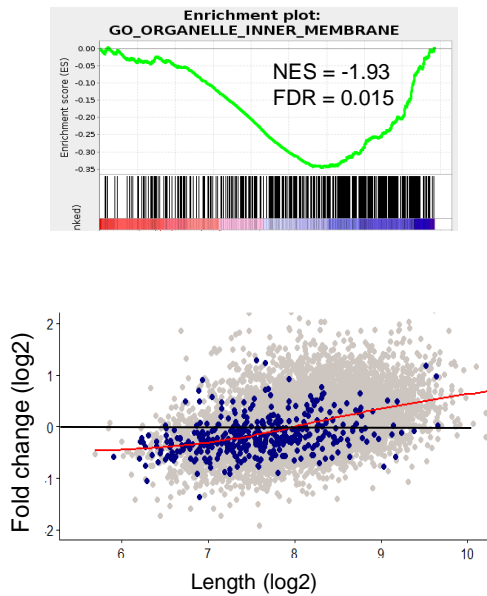 Enrichment plot:
GO_ORGANELLE_INNER_MEMBRANE
Enrichment score (ES)
0.00
-0.05
-0.10
-0.15
-0.20
-0.25
-0.30
-0.35
NES = -1.93
FDR = 0.015
nked)
Fold change (log2)
2
1
0
-1
-2
6
7
8
9
10
Length (log2)